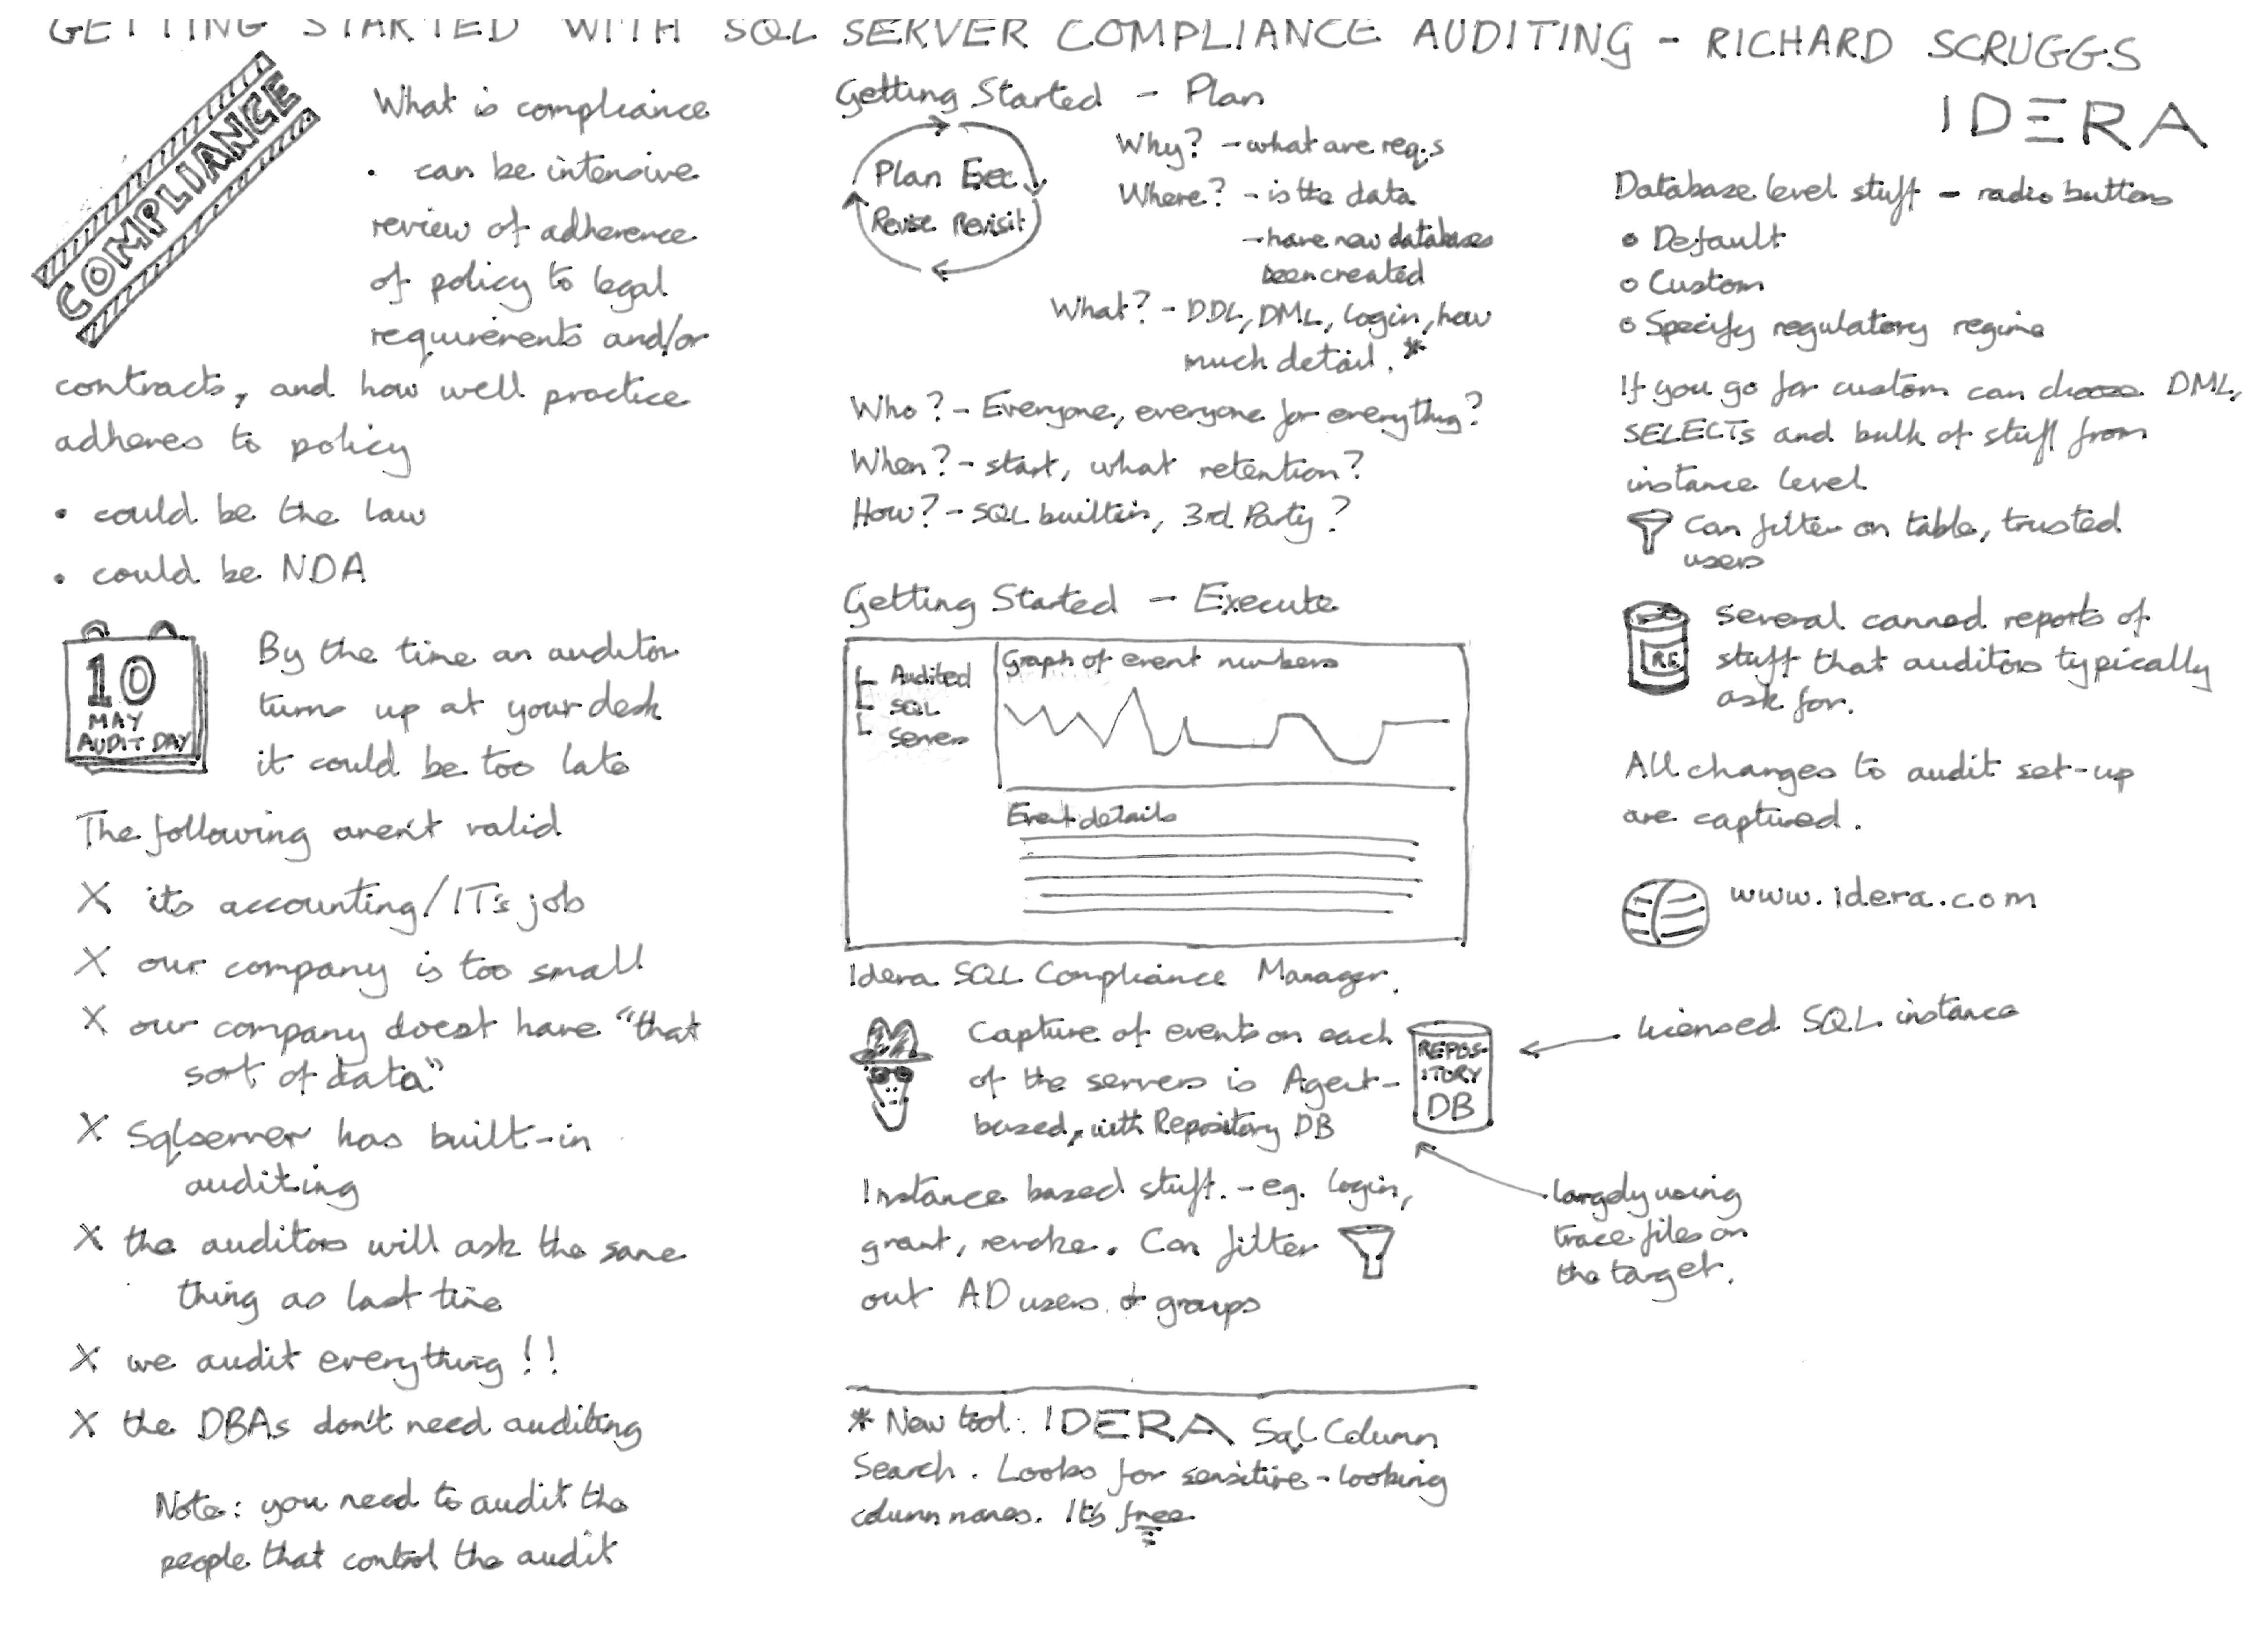 GETTING STARTED WITH SQL SERVER COMPLIANCE AUDITING - RICHARD SCRUGGS
IDERA
COMPLIANCE
What is compliance
• can be intensive
review of adherence
of policy to legal
requirements and/or
contracts, and how well practice
adheres to policy
• could be the law
• could be NDA
10
MAY
AUDIT DAY
By the time an auditor
turns up at your desk
it could be too late
The following aren't valid
X its accounting/ITs job
X our company is too small
X our company doesn't have "that
sort of data"
X Sqlserver has built-in
auditing
X the auditors will ask the same
thing as last time
X we audit everything!!
X the DBAs don't need auditing
Note: you need to audit the
people that control the audit
Getting Started - Plan
Plan Exec
Revise Revisit
Why? - what are req.s
Where? - is the data
- have new databases
been created
What? - DDL, DML, login, how
much detail. *
Who? - Everyone, everyone for everything?
When? - start, what retention?
How? - SQL builtin, 3rd Party?
Getting Started - Execute
Audited
SQL
Servers
Graph of event numbers
Event details
Idera SQL Compliance Manager.
Capture of events on each
of the servers is Agent-
based, with Repository DB
REPOS-
ITORY
DB
licensed SQL instance
largely using
trace files on
the target.
Instance based stuff. - eg. login,
grant, revoke. Can filter
out AD users + groups
* New tool: IDERA Sql Column
Search. Looks for sensitive-looking
column names. It's free
Database level stuff - radio buttons
Default
Custom
Specify regulatory regime
If you go for custom can choose DML,
SELECTs and bulk of stuff from
instance level
Can filter on table, trusted
users
RE
Several canned reports of
stuff that auditors typically
ask for.
All changes to audit set-up
are captured.
www.idera.com